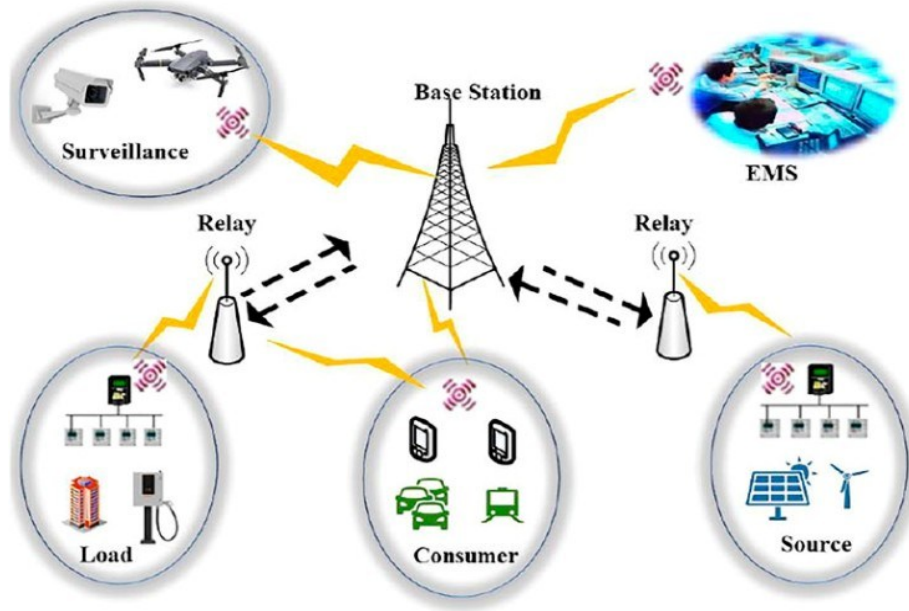 Base Station
Surveillance
EMS
Relay
Relay
Load
Consumer
Source